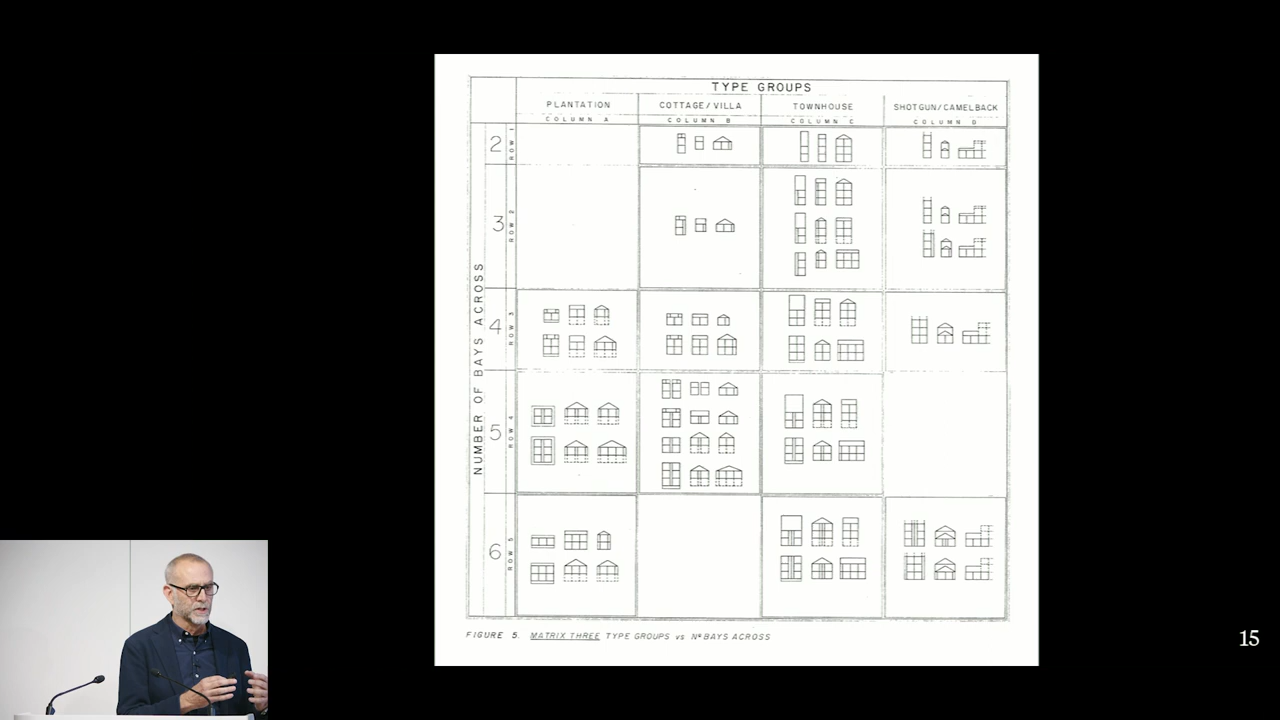 TYPE GROUPS
PLANTATION
COTTAGE/VILLA
TOWNHOUSE
SHOTGUN/CAMELBACK
COLUMN A
COLUMN B
COLUMN C
COLUMN D
NUMBER OF BAYS ACROSS
2
ROW 1
3
ROW 2
4
ROW 3
5
ROW 4
6
ROW 5
FIGURE 5. MATRIX THREE TYPE GROUPS vs Nº BAYS ACROSS
15